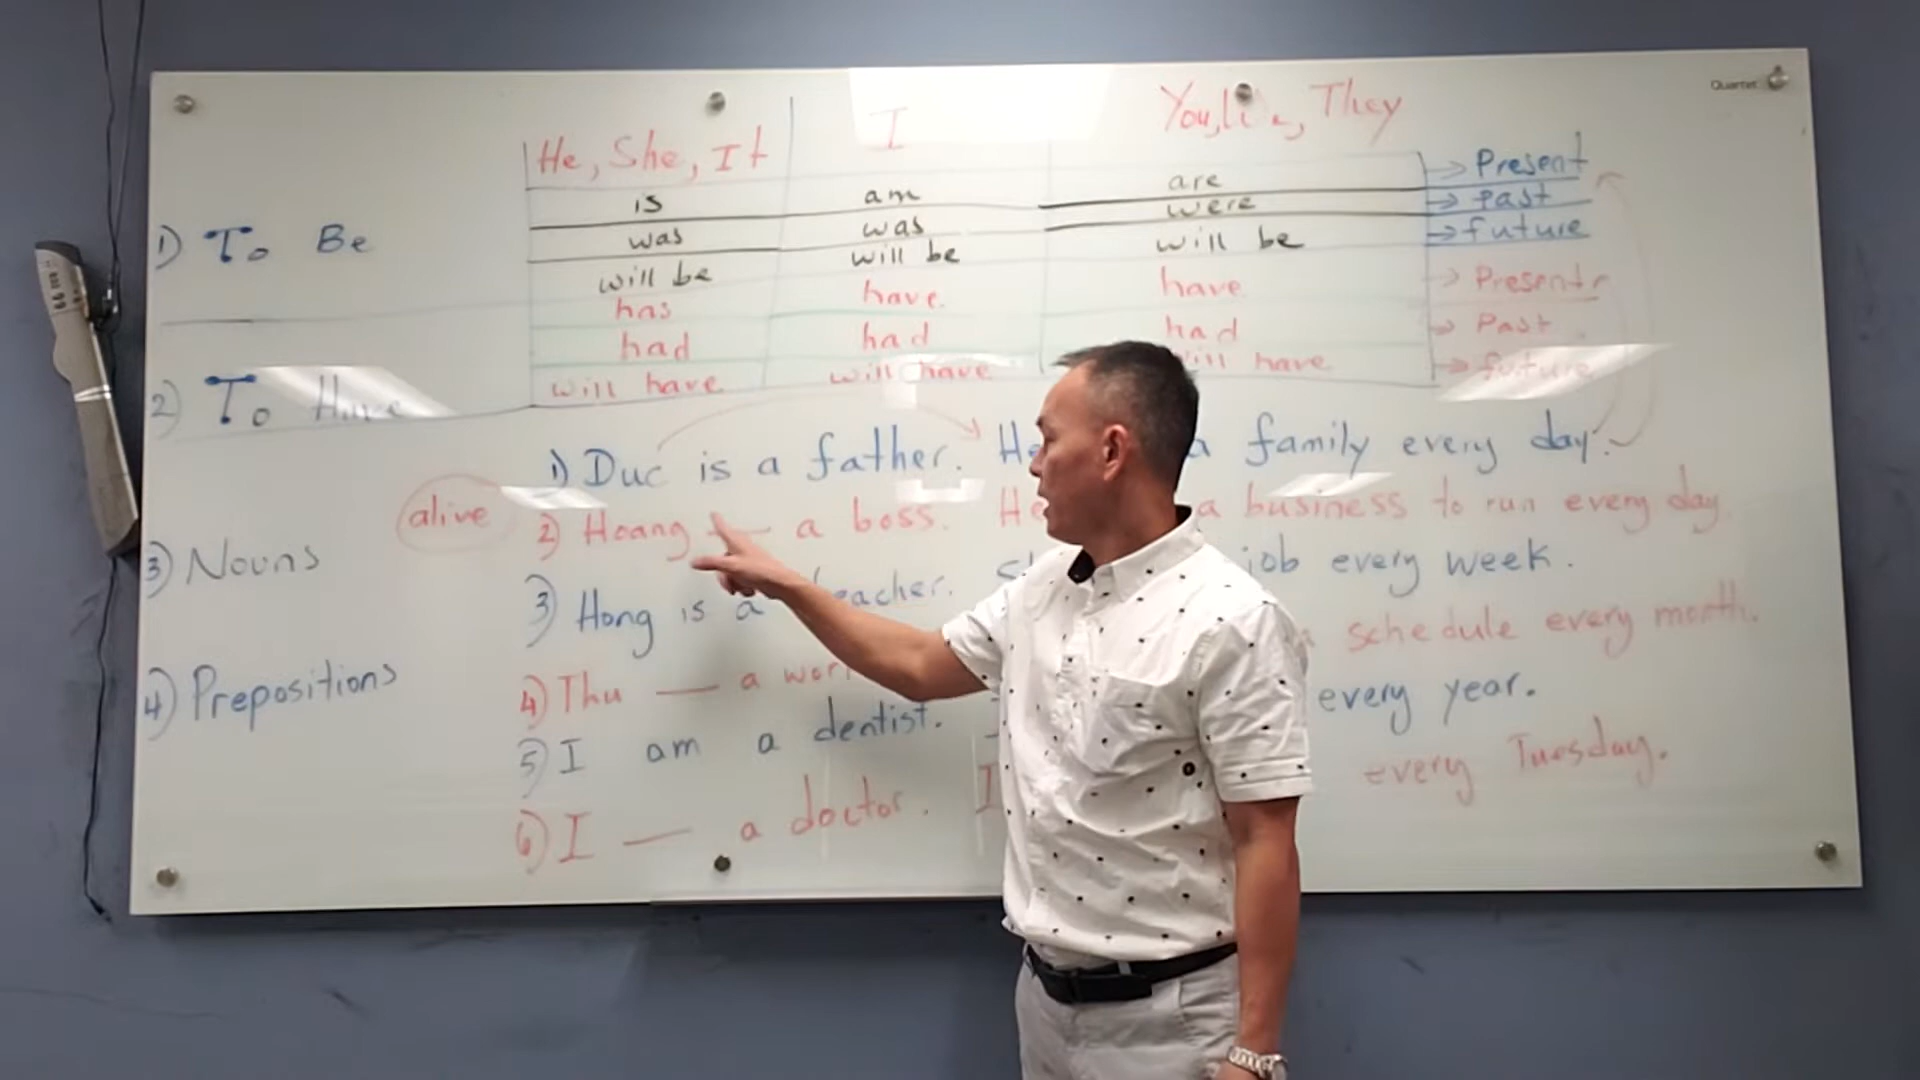 Quartet
He, She, It I You, They
is am are → Present
was was were → past
will be will be will be → future
1) To Be
has have have → Present
had had had → Past
will have will have will have → future
2) To Have
1) Duc is a father. He a family every day.
alive
2) Hoang — a boss. He a business to run every day.
3) Nouns
3) Hong is a teacher. job every week.
4) Prepositions
4) Thu — a schedule every month.
5) I am a dentist. every year.
6) I — a doctor. I every Tuesday.